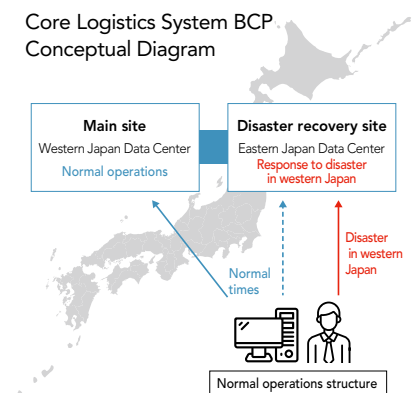 Core Logistics System BCP
Conceptual Diagram
Main site
Western Japan Data Center
Normal operations
Disaster recovery site
Eastern Japan Data Center
Response to disaster
in western Japan
Disaster
in western
Japan
Normal
times
Normal operations structure